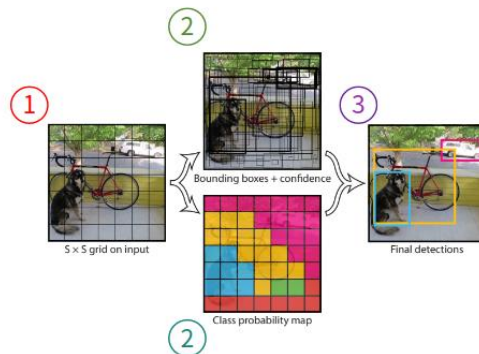 2
1
3
Bounding boxes + confidence
S × S grid on input
Final detections
Class probability map
2